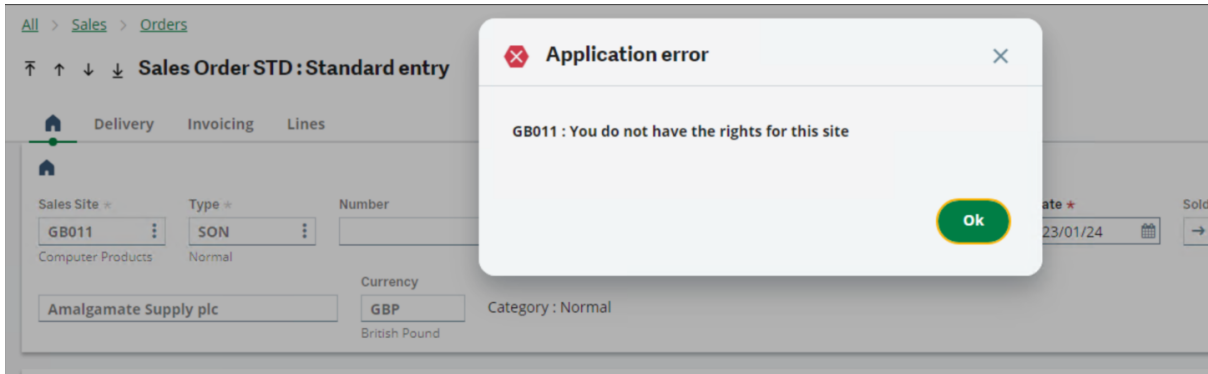 All > Sales > Orders
Sales Order STD : Standard entry
Application error
Delivery Invoicing Lines
GB011 : You do not have the rights for this site
Sales Site * Type * Number ate * Sold
GB011 SON 23/01/24
Computer Products Normal
Ok
Currency
Amalgamate Supply plc GBP Category : Normal
British Pound